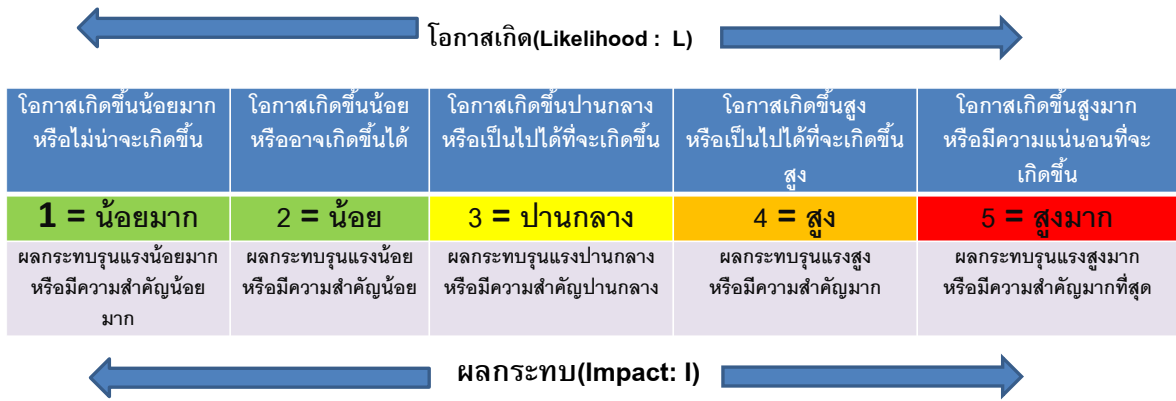 โอกาสเกิด(Likelihood : L)
โอกาสเกิดขึ้นน้อยมาก
หรือไม่น่าจะเกิดขึ้น
โอกาสเกิดขึ้นน้อย
หรืออาจเกิดขึ้นได้
โอกาสเกิดขึ้นปานกลาง
หรือเป็นไปได้ที่จะเกิดขึ้น
โอกาสเกิดขึ้นสูง
หรือเป็นไปได้ที่จะเกิดขึ้น
สูง
โอกาสเกิดขึ้นสูงมาก
หรือมีความแน่นอนที่จะ
เกิดขึ้น
1 = น้อยมาก
2 = น้อย
3 = ปานกลาง
4 = สูง
5 = สูงมาก
ผลกระทบรุนแรงน้อยมาก
หรือมีความสำคัญน้อย
มาก
ผลกระทบรุนแรงน้อย
หรือมีความสำคัญน้อย
ผลกระทบรุนแรงปานกลาง
หรือมีความสำคัญปานกลาง
ผลกระทบรุนแรงสูง
หรือมีความสำคัญมาก
ผลกระทบรุนแรงสูงมาก
หรือมีความสำคัญมากที่สุด
ผลกระทบ(Impact: I)